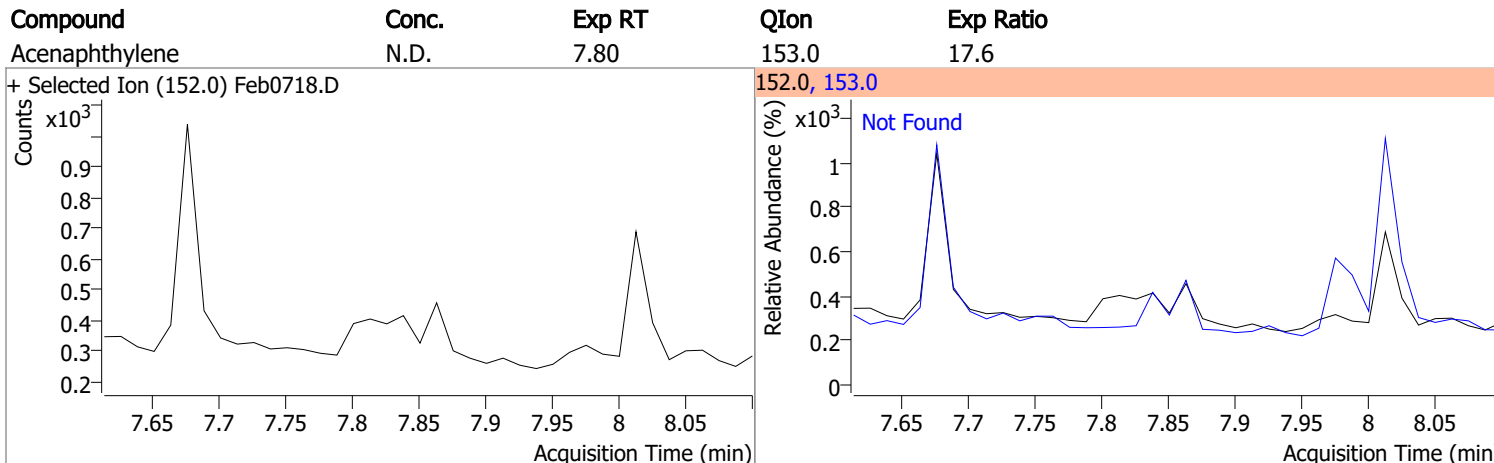 Compound Conc. Exp RT QIon Exp Ratio
Acenaphthylene N.D. 7.80 153.0 17.6
+ Selected Ion (152.0) Feb0718.D
Counts
x10³
0.9
0.8
0.7
0.6
0.5
0.4
0.3
0.2
7.65 7.7 7.75 7.8 7.85 7.9 7.95 8 8.05
Acquisition Time (min)
152.0, 153.0
Relative Abundance (%)
x10³
Not Found
1
0.8
0.6
0.4
0.2
0
7.65 7.7 7.75 7.8 7.85 7.9 7.95 8 8.05
Acquisition Time (min